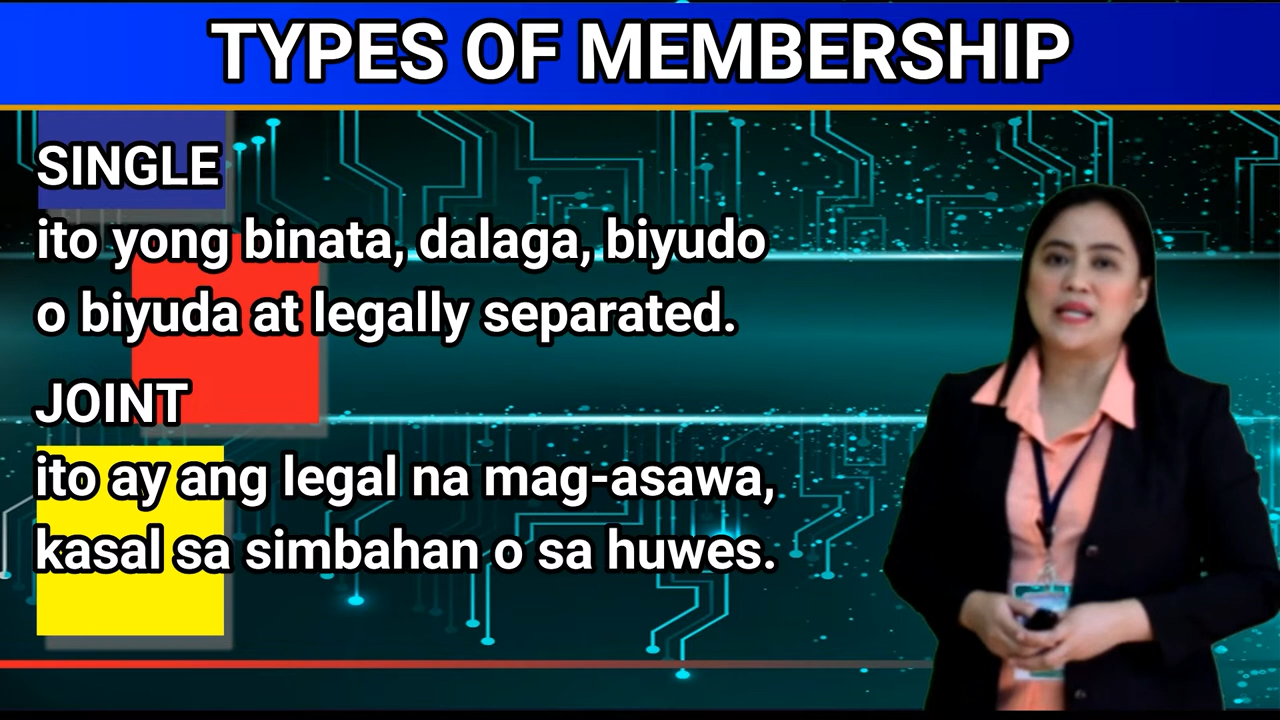 TYPES OF MEMBERSHIP
SINGLE
ito yong binata, dalaga, biyudo
o biyuda at legally separated.
JOINT
ito ay ang legal na mag-asawa,
kasal sa simbahan o sa huwes.